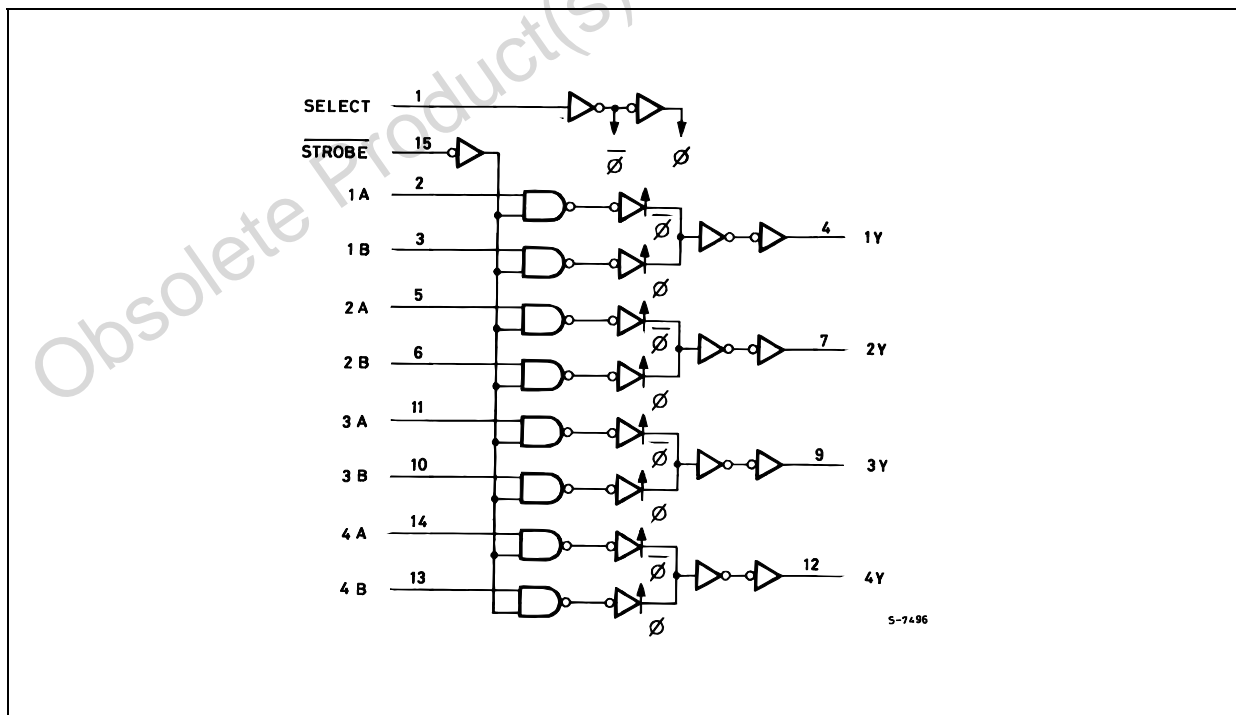 Obsolete Product(s)
SELECT 1
Ø̅ Ø
STROBE 15
1A 2
Ø̅
4 1Y
1B 3
Ø
2A 5
Ø̅
7 2Y
2B 6
Ø
3A 11
Ø̅
9 3Y
3B 10
Ø
4A 14
Ø̅
12 4Y
4B 13
Ø
S-7496